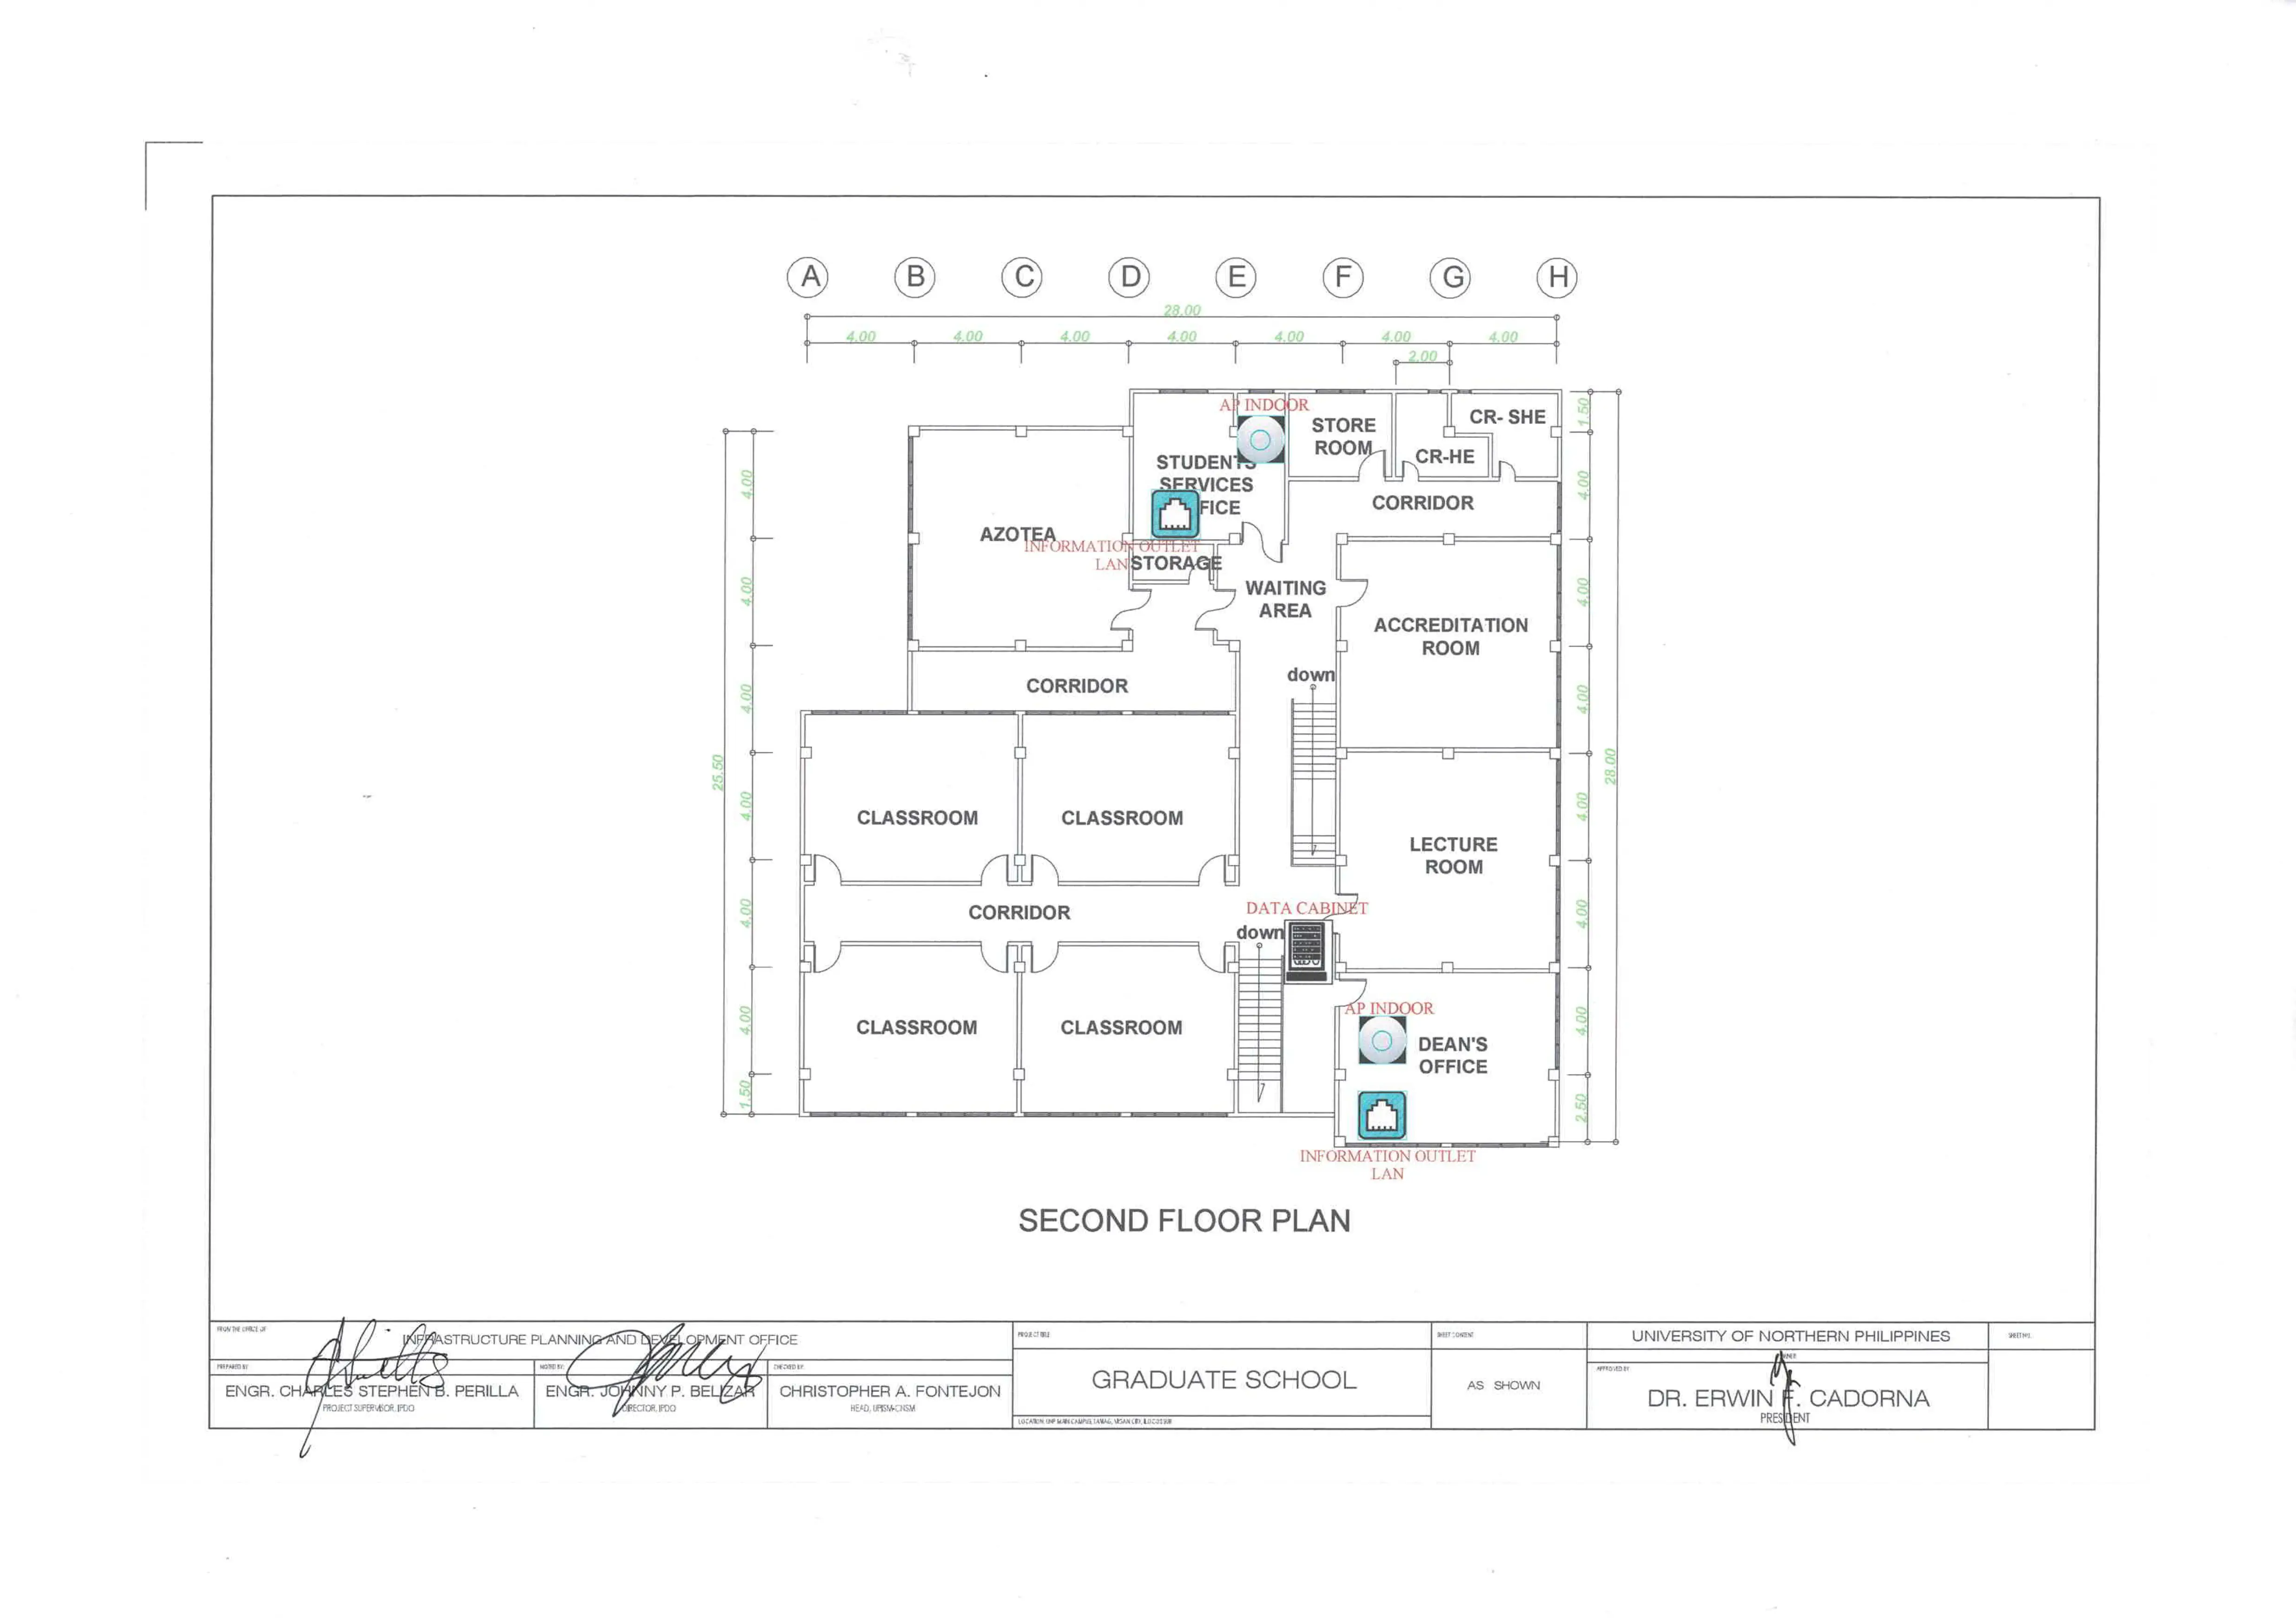 A B C D E F G H
28.00
4.00 4.00 4.00 4.00 4.00 4.00 4.00
2.00
AP INDOOR
STORE
ROOM
CR- SHE
CR-HE
1.50
STUDENTS
SERVICES
FICE
CORRIDOR
4.00
4.00
AZOTEA
INFORMATION OUTLET
LAN
STORAGE
WAITING
AREA
4.00
4.00
ACCREDITATION
ROOM
down
CORRIDOR
4.00
4.00
25.50
28.00
CLASSROOM CLASSROOM
4.00
4.00
LECTURE
ROOM
CORRIDOR
DATA CABINET
down
4.00
4.00
CLASSROOM CLASSROOM
4.00
4.00
AP INDOOR
DEAN'S
OFFICE
1.50
2.50
INFORMATION OUTLET
LAN
SECOND FLOOR PLAN
FROM THE OFFICE OF
INFRASTRUCTURE PLANNING AND DEVELOPMENT OFFICE
PREPARED BY:
ENGR. CHARLES STEPHEN B. PERILLA
PROJECT SUPERVISOR, IPDO
NOTED BY:
ENGR. JOHNNY P. BELIZAR
DIRECTOR, IPDO
CHECKED BY:
CHRISTOPHER A. FONTEJON
HEAD, UPISM-CNSM
PROJECT TITLE
GRADUATE SCHOOL
LOCATION: UNP MAIN CAMPUS, TAMAG, VIGAN CITY, ILOCOS SUR
SHEET CONTENT
AS SHOWN
UNIVERSITY OF NORTHERN PHILIPPINES
OWNER
APPROVED BY:
DR. ERWIN F. CADORNA
PRESIDENT
SHEET NO.